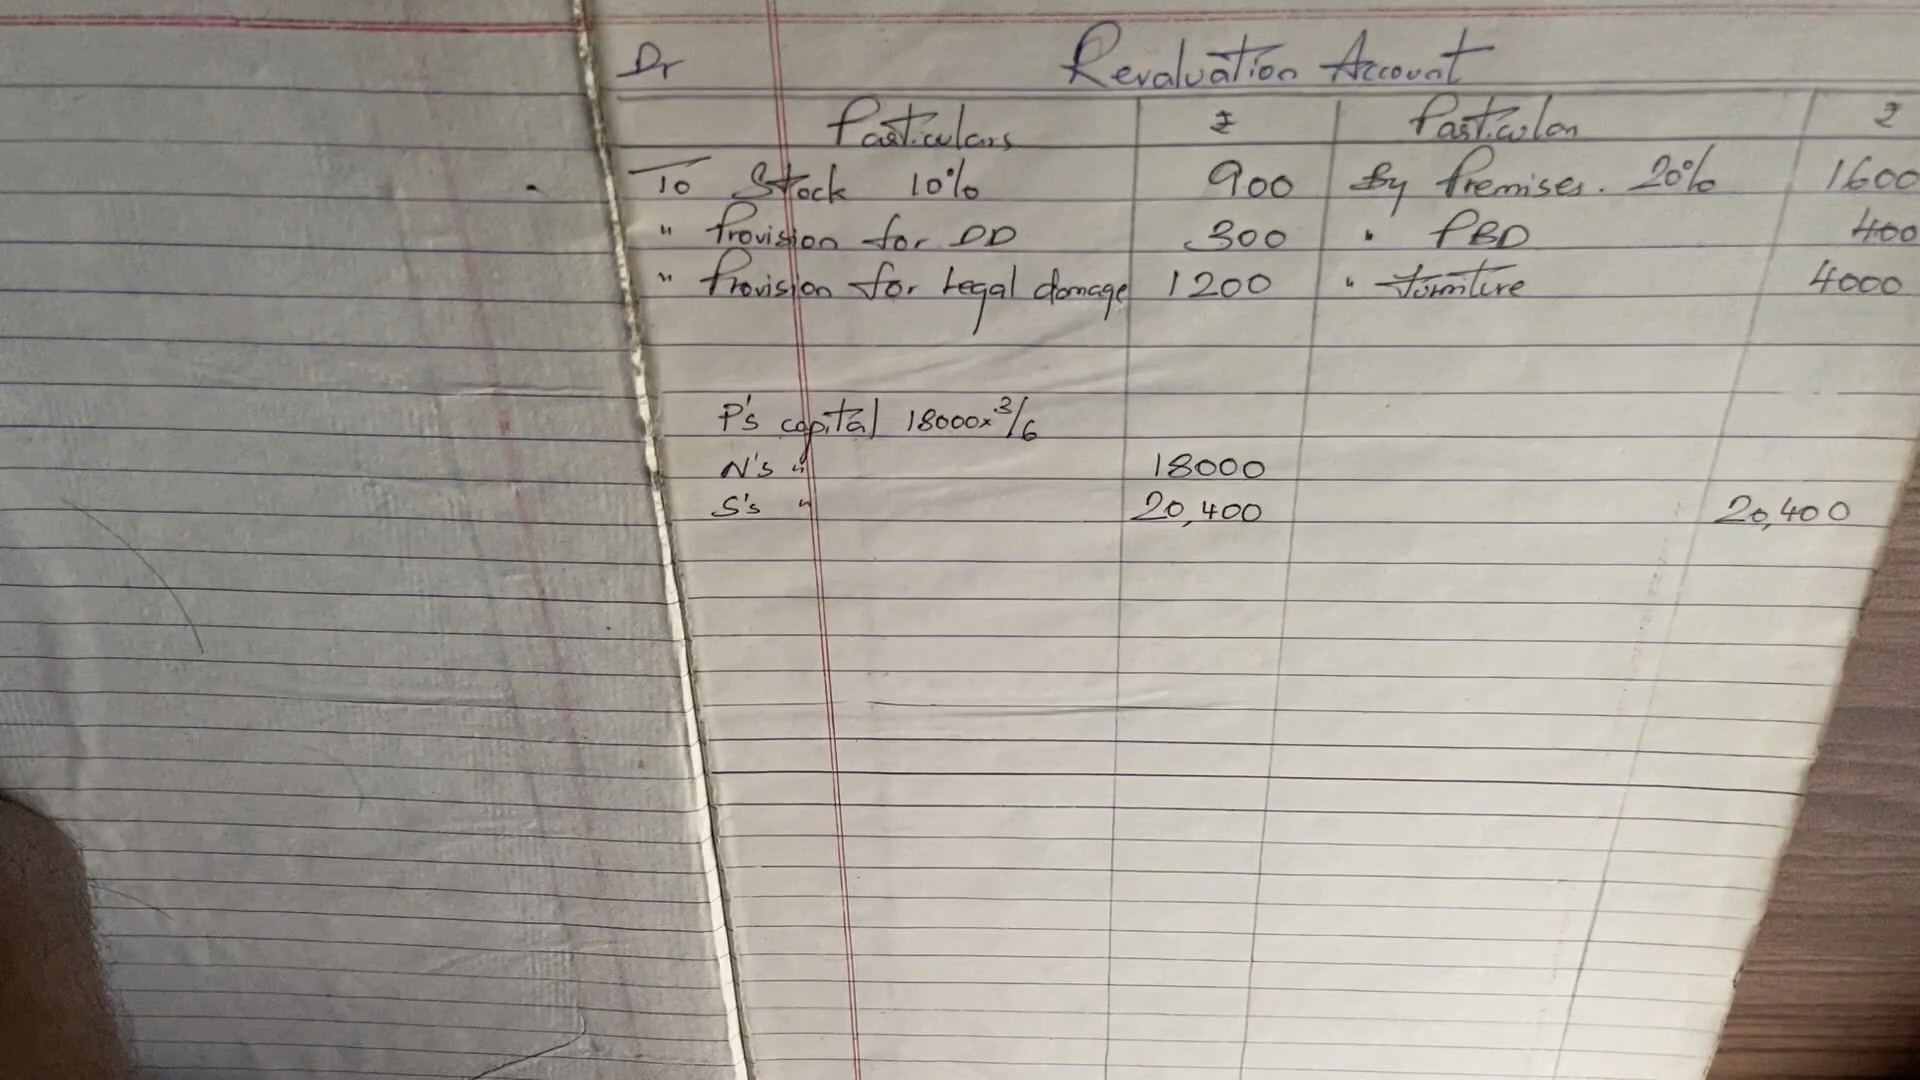 Dr Revaluation Account
Particulars ₹ Particular ₹
To Stock 10% 900 By Premises. 20% 1600
" Provision for DD 300 " PBD 400
" Provision for Legal damage 1200 " furniture 4000
P's capital 18000×3/6
N's " 18000
S's " 20,400 20,400